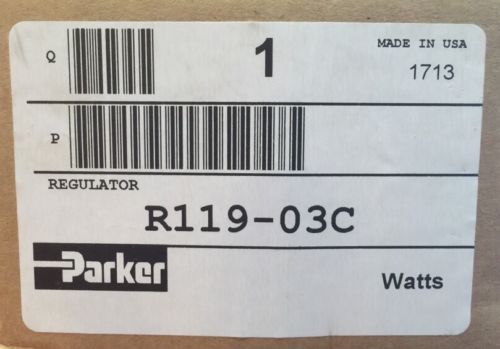 Q 1 MADE IN USA
1713
P
REGULATOR
R119-03C
Parker Watts